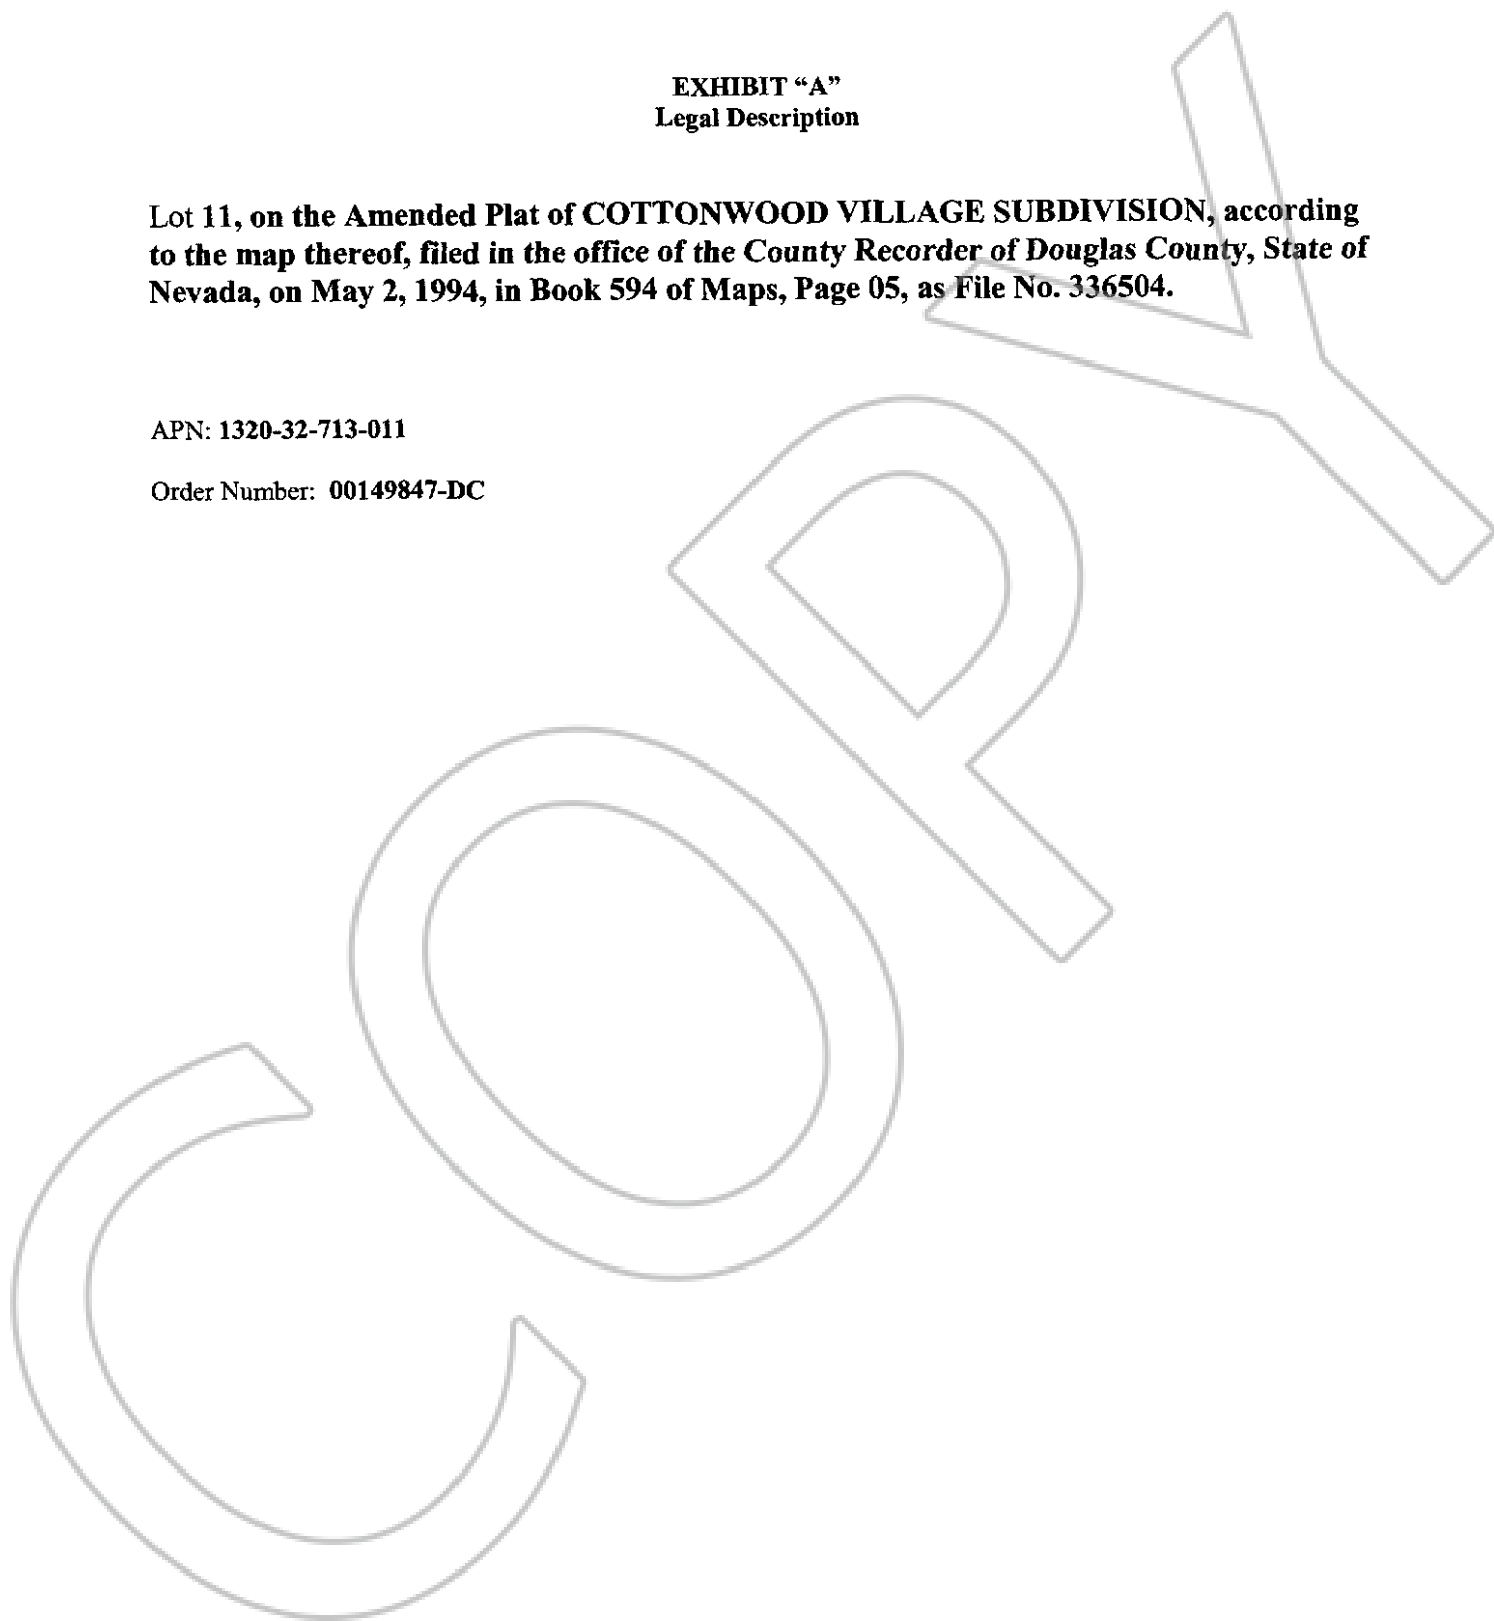 EXHIBIT “A”
Legal Description
Lot 11, on the Amended Plat of COTTONWOOD VILLAGE SUBDIVISION, according
to the map thereof, filed in the office of the County Recorder of Douglas County, State of
Nevada, on May 2, 1994, in Book 594 of Maps, Page 05, as File No. 336504.
APN: 1320-32-713-011
Order Number: 00149847-DC
COPY